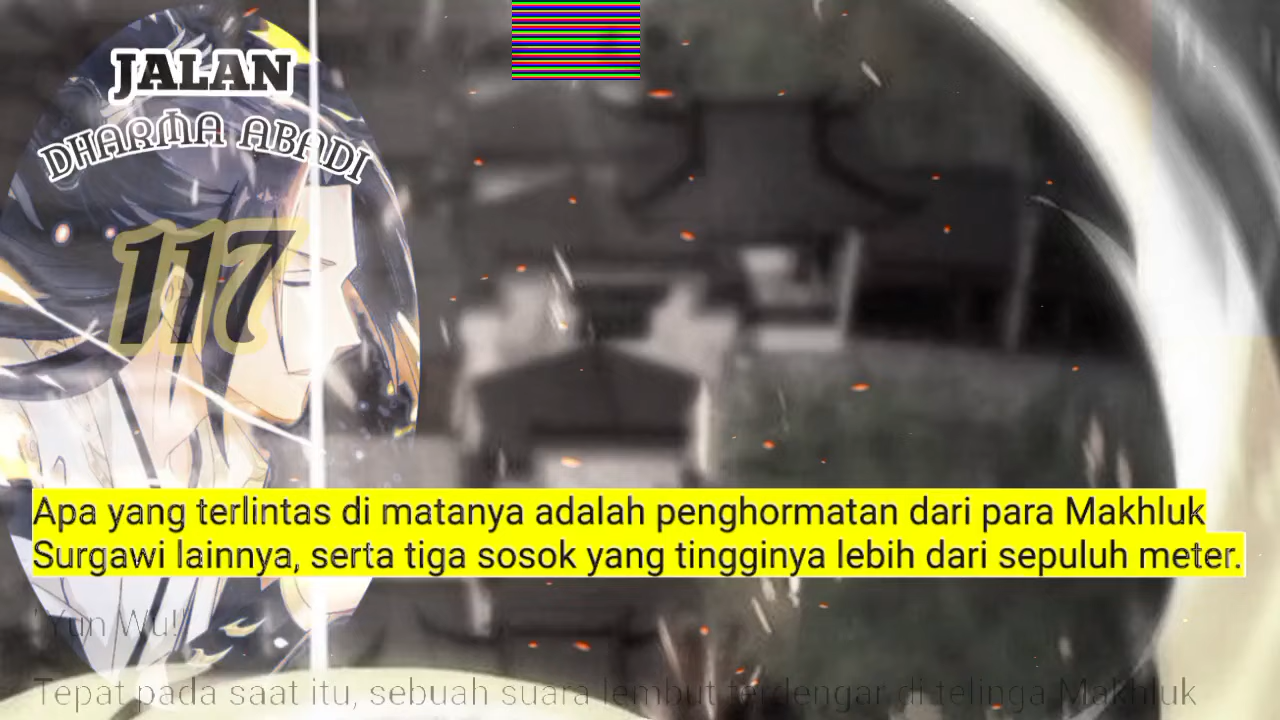 JALAN
DHARMA ABADI
117
Apa yang terlintas di matanya adalah penghormatan dari para Makhluk
Surgawi lainnya, serta tiga sosok yang tingginya lebih dari sepuluh meter.
'Yun Wu!'
Tepat pada saat itu, sebuah suara lembut terdengar di telinga Makhluk